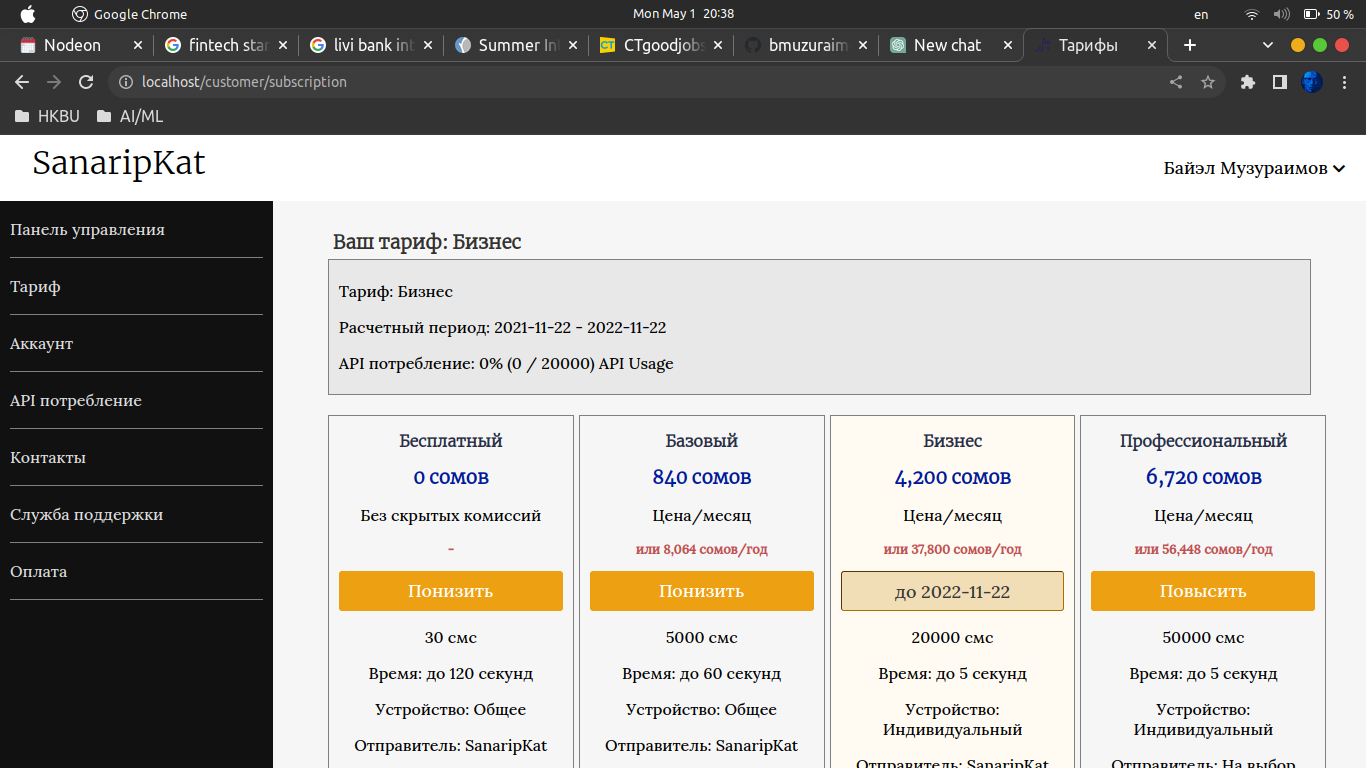 Google Chrome
Mon May 1 20:38
en
50 %
Nodeon
fintech star
livi bank int
Summer In
CTgoodjobs
bmuzuraim
New chat
Тарифы
localhost/customer/subscription
HKBU
AI/ML
SanaripKat
Байэл Музураимов
Панель управления
Тариф
Аккаунт
API потребление
Контакты
Служба поддержки
Оплата
Ваш тариф: Бизнес
Тариф: Бизнес
Расчетный период: 2021-11-22 - 2022-11-22
API потребление: 0% (0 / 20000) API Usage
Бесплатный
0 сомов
Без скрытых комиссий
-
Понизить
30 смс
Время: до 120 секунд
Устройство: Общее
Отправитель: SanaripKat
Базовый
840 сомов
Цена/месяц
или 8,064 сомов/год
Понизить
5000 смс
Время: до 60 секунд
Устройство: Общее
Отправитель: SanaripKat
Бизнес
4,200 сомов
Цена/месяц
или 37,800 сомов/год
до 2022-11-22
20000 смс
Время: до 5 секунд
Устройство:
Индивидуальный
Отправитель: SanaripKat
Профессиональный
6,720 сомов
Цена/месяц
или 56,448 сомов/год
Повысить
50000 смс
Время: до 5 секунд
Устройство:
Индивидуальный
Отправитель: На выбор